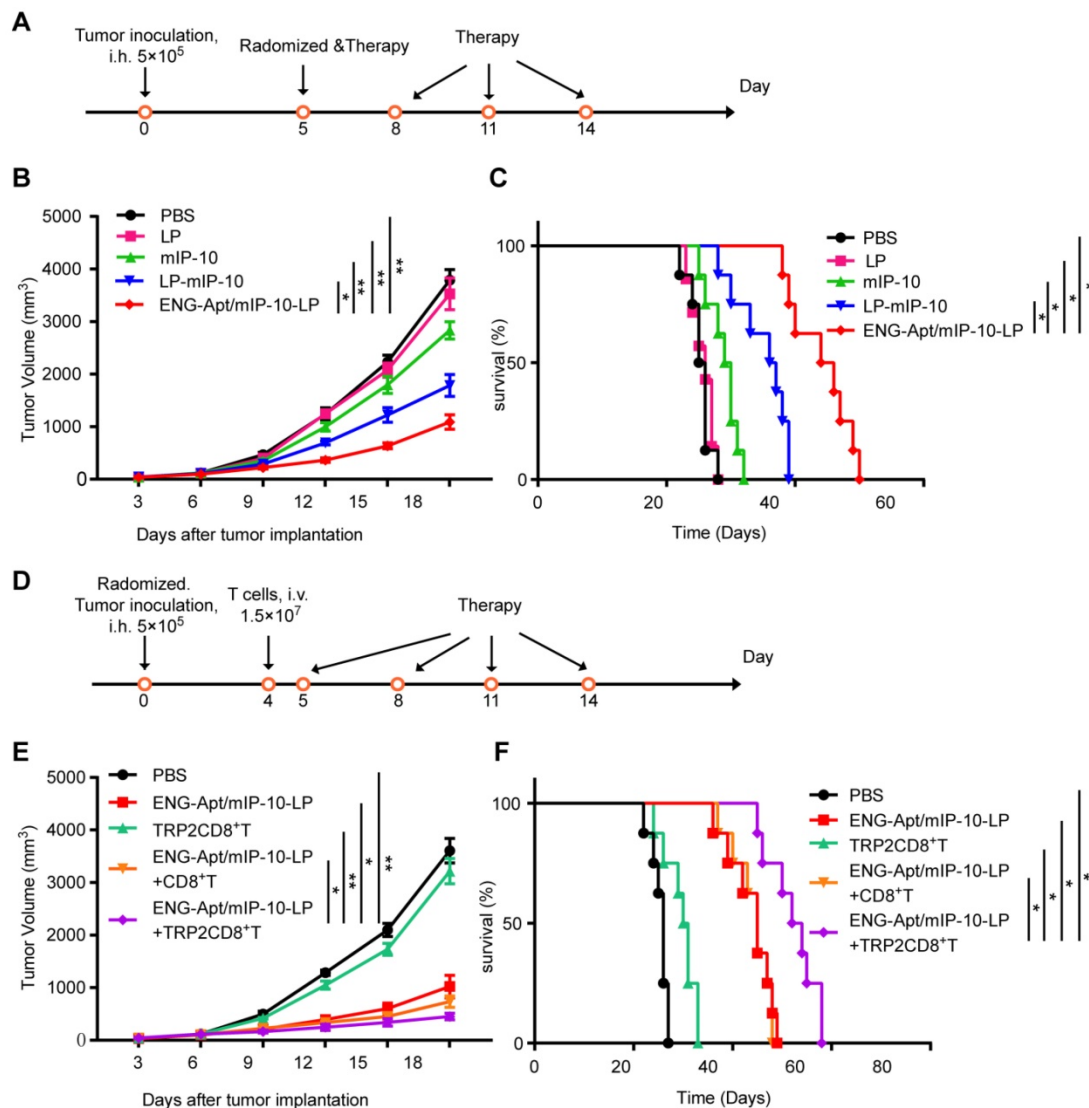 A
Tumor inoculation,
i.h. 5×10⁵
Radomized &Therapy
Therapy
Day
0
5
8
11
14
B
5000
4000
3000
2000
1000
0
Tumor Volume (mm³)
PBS
LP
mIP-10
LP-mIP-10
ENG-Apt/mIP-10-LP
*
**
**
**
3
6
9
12
15
18
Days after tumor implantation
C
100
50
0
survival (%)
PBS
LP
mIP-10
LP-mIP-10
ENG-Apt/mIP-10-LP
*
*
*
*
0
20
40
60
Time (Days)
D
Radomized.
Tumor inoculation,
i.h. 5×10⁵
T cells, i.v.
1.5×10⁷
Therapy
Day
0
4
5
8
11
14
E
5000
4000
3000
2000
1000
0
Tumor Volume (mm³)
PBS
ENG-Apt/mIP-10-LP
TRP2CD8⁺T
ENG-Apt/mIP-10-LP
+CD8⁺T
ENG-Apt/mIP-10-LP
+TRP2CD8⁺T
*
**
*
**
3
6
9
12
15
18
Days after tumor implantation
F
100
50
0
survival (%)
PBS
ENG-Apt/mIP-10-LP
TRP2CD8⁺T
ENG-Apt/mIP-10-LP
+CD8⁺T
ENG-Apt/mIP-10-LP
+TRP2CD8⁺T
*
*
*
*
0
20
40
60
80
Time (Days)